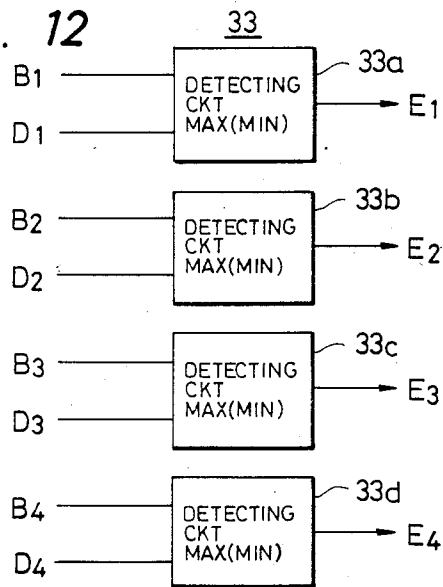 . 12
33
33a
B1
D1
DETECTING
CKT
MAX(MIN)
E1
33b
B2
D2
DETECTING
CKT
MAX(MIN)
E2
33c
B3
D3
DETECTING
CKT
MAX(MIN)
E3
33d
B4
D4
DETECTING
CKT
MAX(MIN)
E4